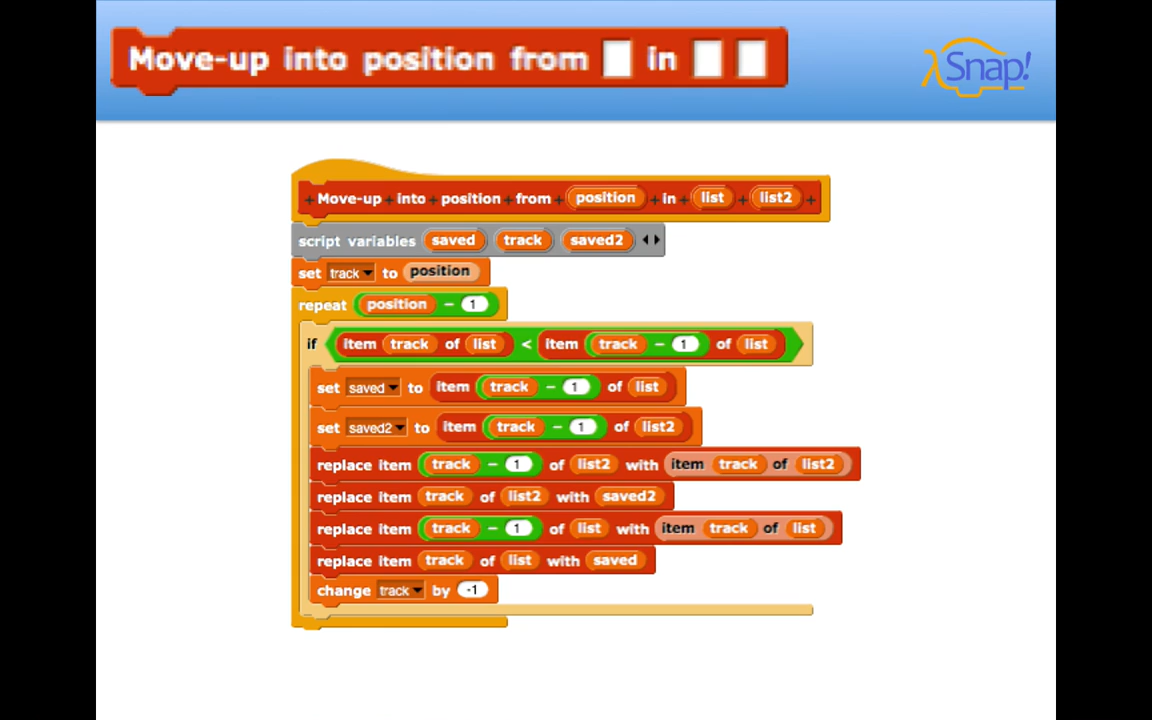 Move-up into position from in
λSnap!
+ Move-up + into + position + from + position + in + list + list2 +
script variables saved track saved2
set track to position
repeat position - 1
if item track of list < item track - 1 of list
set saved to item track - 1 of list
set saved2 to item track - 1 of list2
replace item track - 1 of list2 with item track of list2
replace item track of list2 with saved2
replace item track - 1 of list with item track of list
replace item track of list with saved
change track by -1